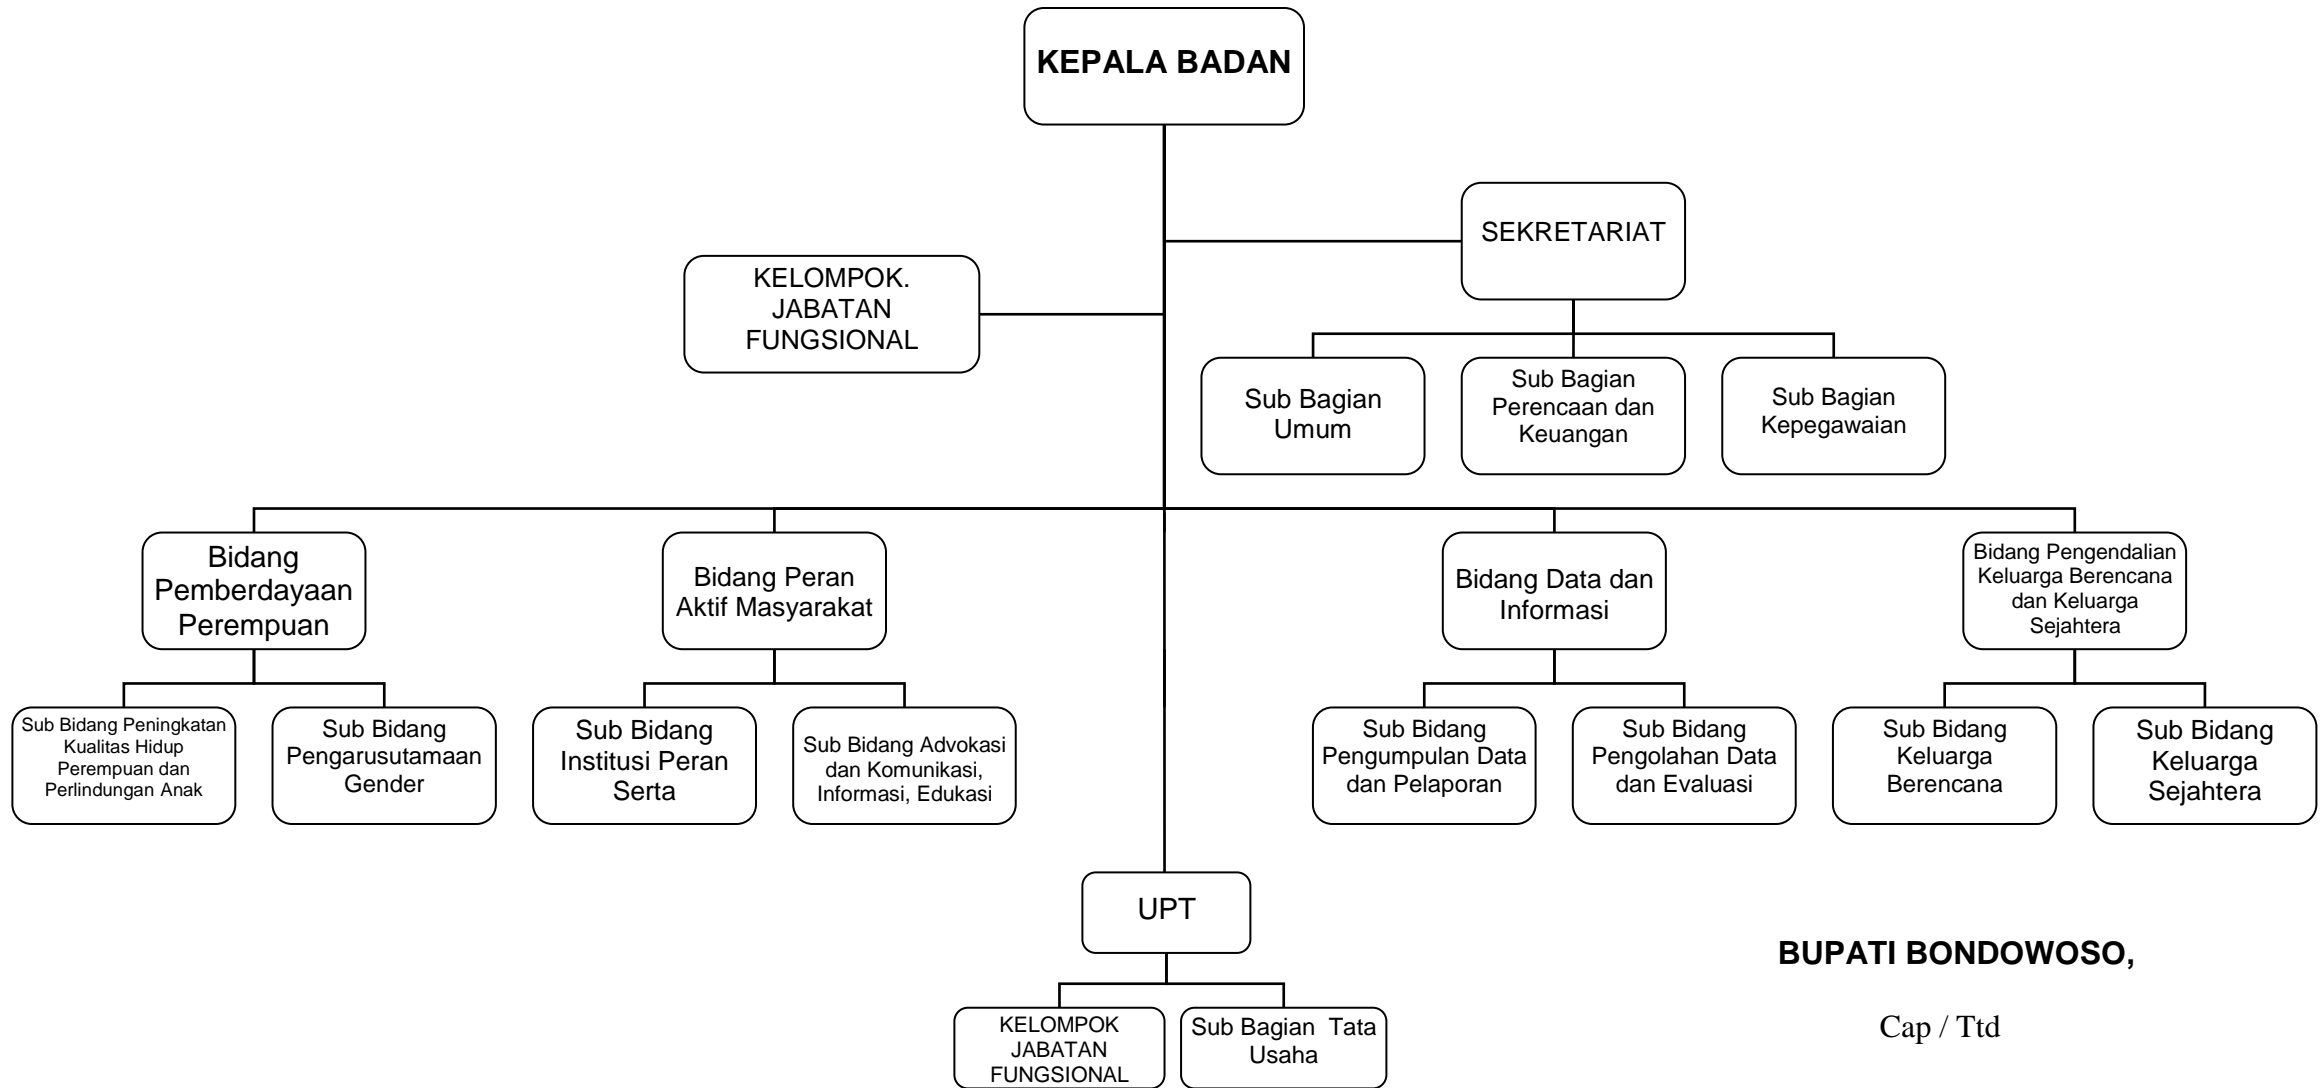 KEPALA BADAN
SEKRETARIAT
KELOMPOK.
JABATAN
FUNGSIONAL
Sub Bagian
Umum
Sub Bagian
Perencaan dan
Keuangan
Sub Bagian
Kepegawaian
Bidang
Pemberdayaan
Perempuan
Bidang Peran
Aktif Masyarakat
Bidang Data dan
Informasi
Bidang Pengendalian
Keluarga Berencana
dan Keluarga
Sejahtera
Sub Bidang Peningkatan
Kualitas Hidup
Perempuan dan
Perlindungan Anak
Sub Bidang
Pengarusutamaan
Gender
Sub Bidang
Institusi Peran
Serta
Sub Bidang Advokasi
dan Komunikasi,
Informasi, Edukasi
Sub Bidang
Pengumpulan Data
dan Pelaporan
Sub Bidang
Pengolahan Data
dan Evaluasi
Sub Bidang
Keluarga
Berencana
Sub Bidang
Keluarga
Sejahtera
UPT
KELOMPOK
JABATAN
FUNGSIONAL
Sub Bagian  Tata
Usaha
BUPATI BONDOWOSO,
Cap / Ttd